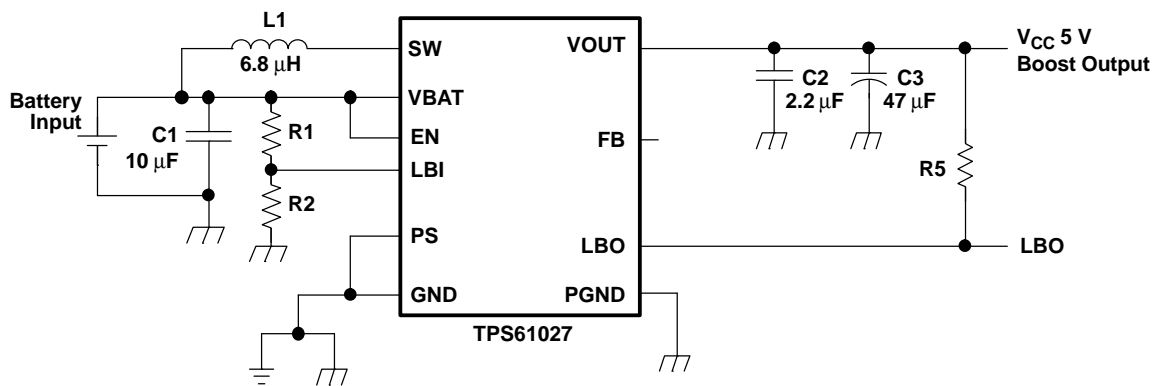 L1
6.8 μH
SW
VOUT
VCC 5 V
Boost Output
C2
2.2 μF
C3
47 μF
Battery
Input
VBAT
C1
10 μF
R1
EN
FB
LBI
R5
R2
PS
LBO
LBO
GND
PGND
TPS61027